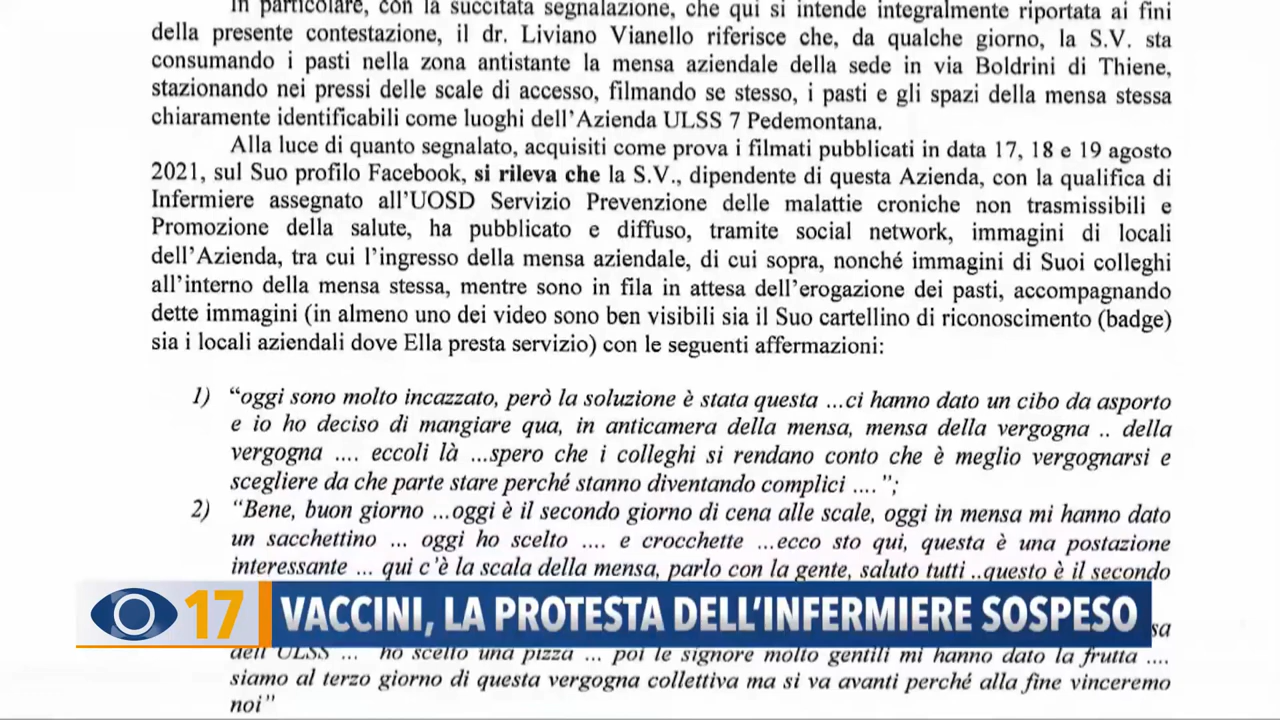 In particolare, con la succitata segnalazione, che qui si intende integralmente riportata ai fini
della presente contestazione, il dr. Liviano Vianello riferisce che, da qualche giorno, la S.V. sta
consumando i pasti nella zona antistante la mensa aziendale della sede in via Boldrini di Thiene,
stazionando nei pressi delle scale di accesso, filmando se stesso, i pasti e gli spazi della mensa stessa
chiaramente identificabili come luoghi dell'Azienda ULSS 7 Pedemontana.
Alla luce di quanto segnalato, acquisiti come prova i filmati pubblicati in data 17, 18 e 19 agosto
2021, sul Suo profilo Facebook, si rileva che la S.V., dipendente di questa Azienda, con la qualifica di
Infermiere assegnato all'UOSD Servizio Prevenzione delle malattie croniche non trasmissibili e
Promozione della salute, ha pubblicato e diffuso, tramite social network, immagini di locali
dell'Azienda, tra cui l'ingresso della mensa aziendale, di cui sopra, nonché immagini di Suoi colleghi
all'interno della mensa stessa, mentre sono in fila in attesa dell'erogazione dei pasti, accompagnando
dette immagini (in almeno uno dei video sono ben visibili sia il Suo cartellino di riconoscimento (badge)
sia i locali aziendali dove Ella presta servizio) con le seguenti affermazioni:
1) “oggi sono molto incazzato, però la soluzione è stata questa ...ci hanno dato un cibo da asporto
e io ho deciso di mangiare qua, in anticamera della mensa, mensa della vergogna .. della
vergogna .... eccoli là ...spero che i colleghi si rendano conto che è meglio vergognarsi e
scegliere da che parte stare perché stanno diventando complici .... ”;
2) “Bene, buon giorno ...oggi è il secondo giorno di cena alle scale, oggi in mensa mi hanno dato
un sacchettino ... oggi ho scelto .... e crocchette ...ecco sto qui, questa è una postazione
interessante ... qui c'è la scala della mensa, parlo con la gente, saluto tutti ..questo è il secondo
17 VACCINI, LA PROTESTA DELL'INFERMIERE SOSPESO
dell'ULSS ... ho scelto una pizza ... poi le signore molto gentili mi hanno dato la frutta ....
siamo al terzo giorno di questa vergogna collettiva ma si va avanti perché alla fine vinceremo
noi”